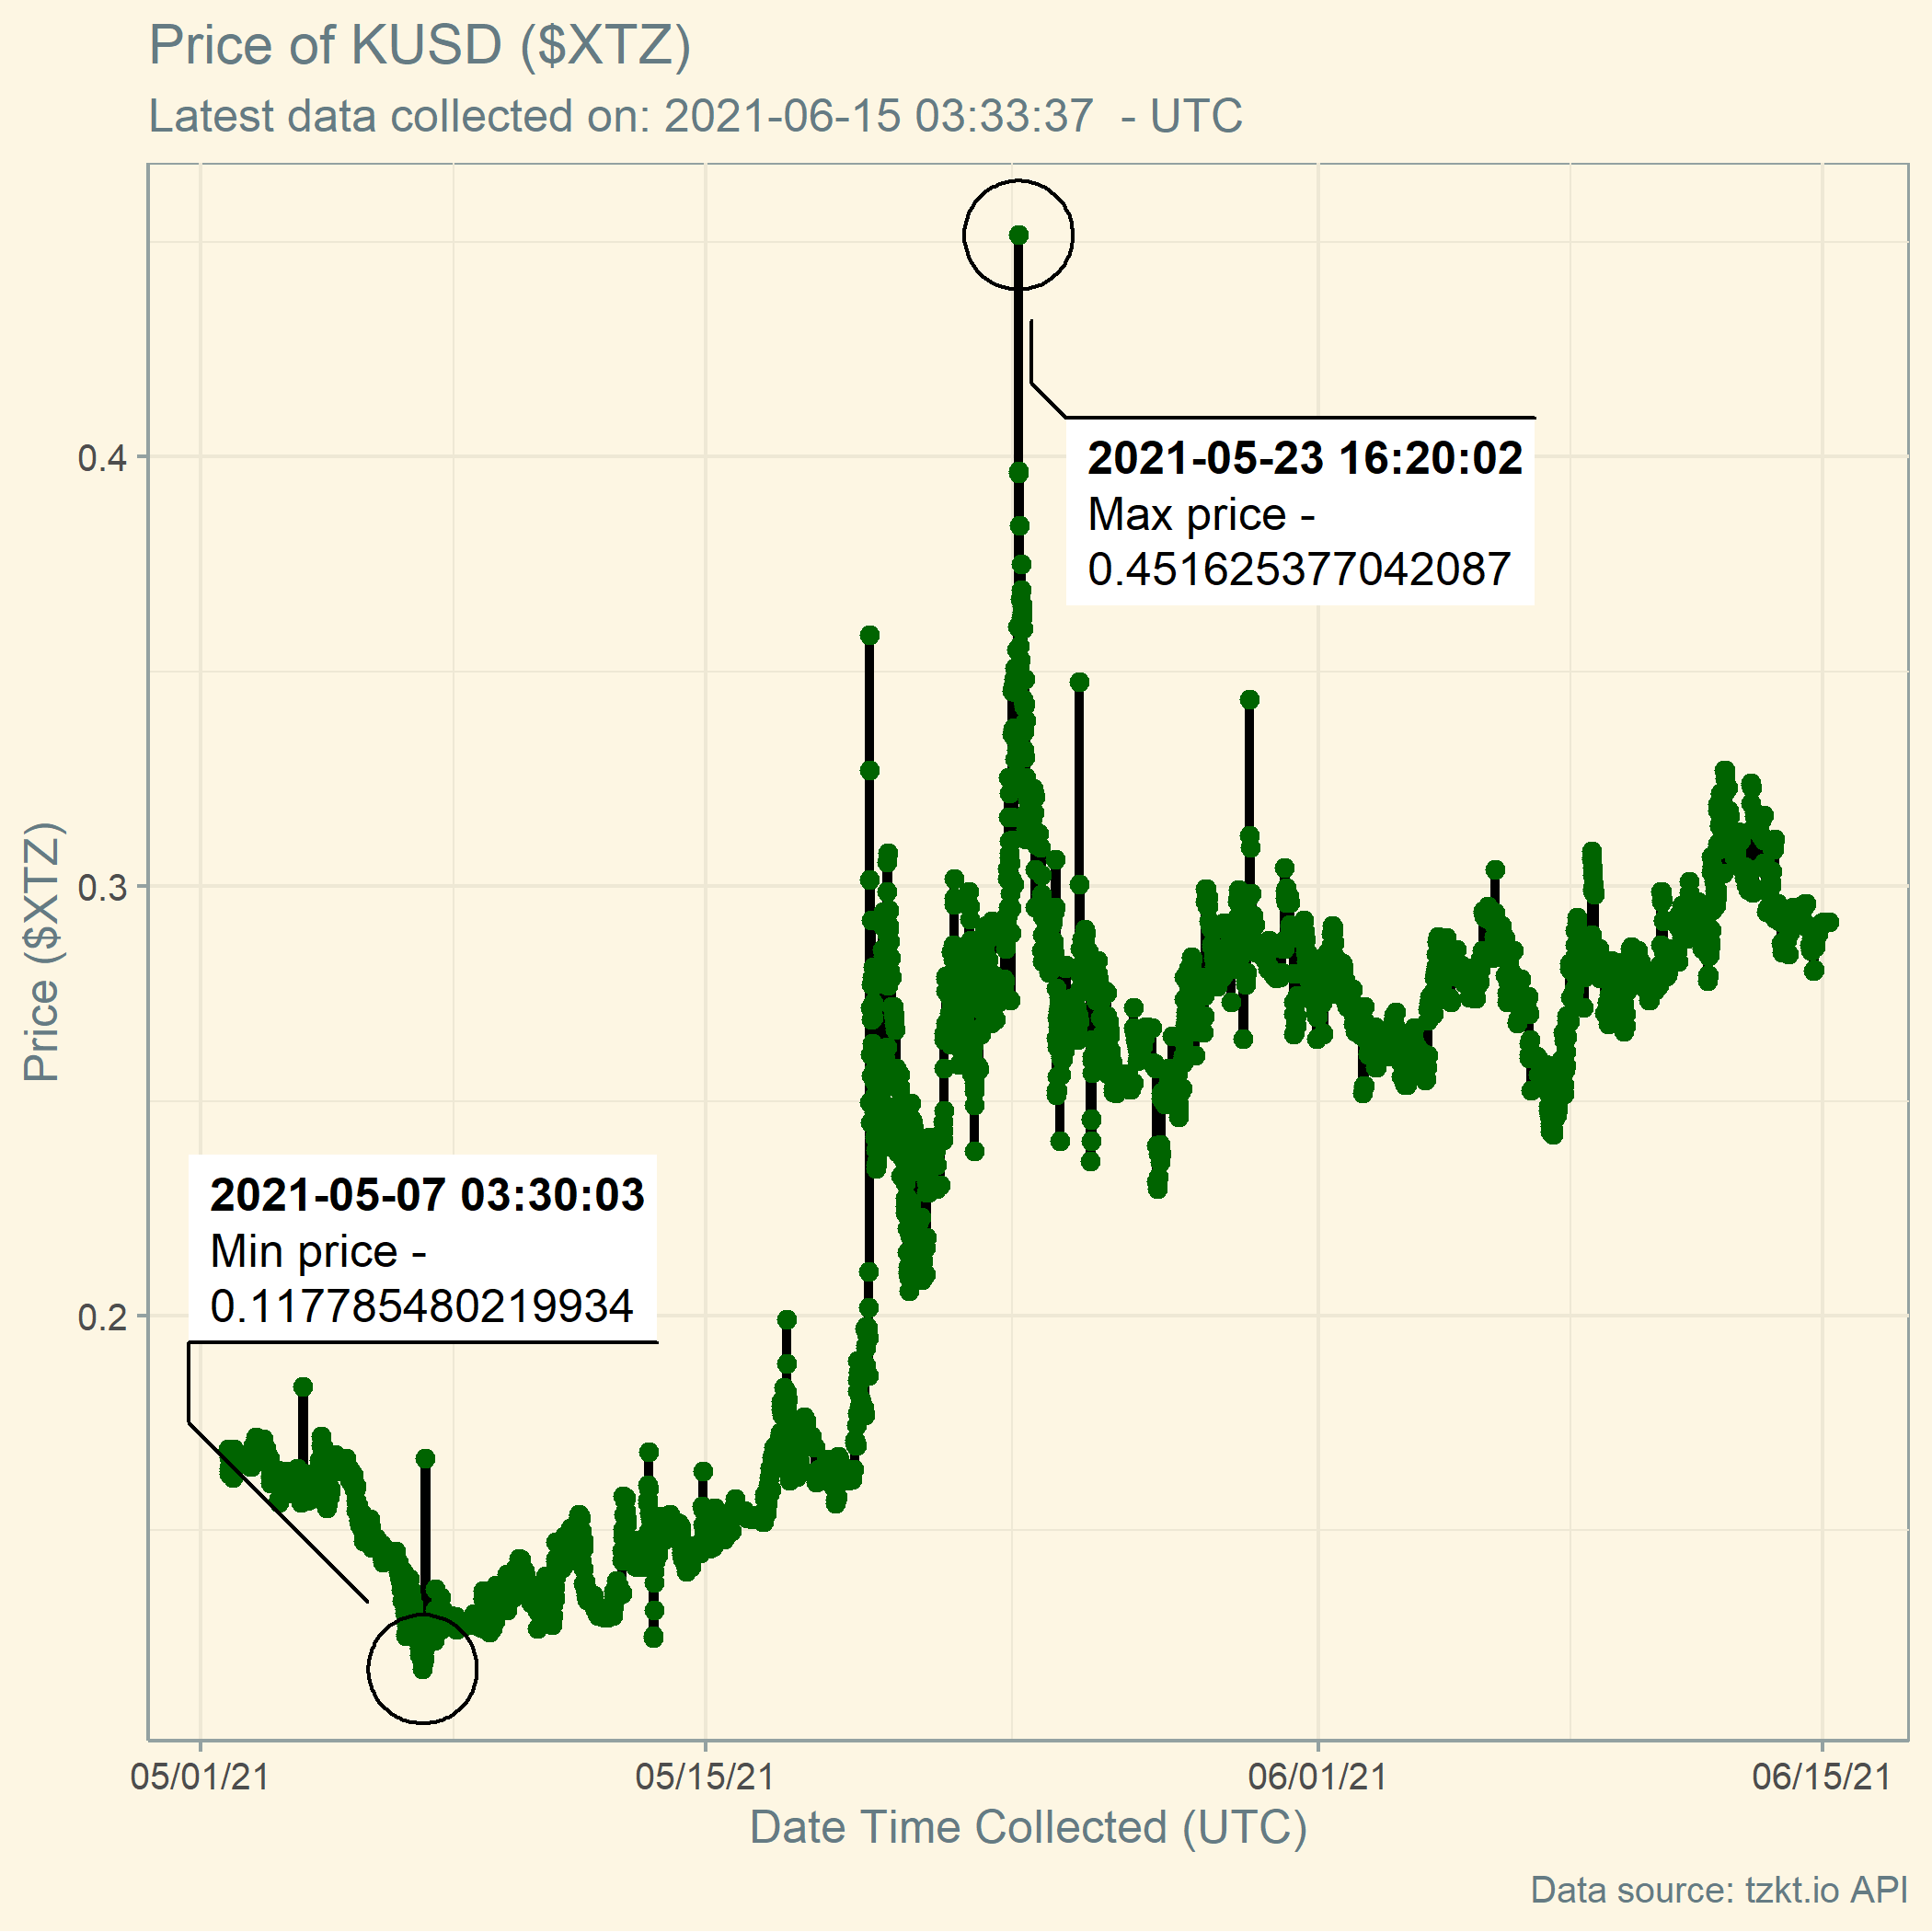 Price of KUSD ($XTZ)
Latest data collected on: 2021-06-15 03:33:37  - UTC
Price ($XTZ)
0.4
0.3
0.2
2021-05-23 16:20:02
Max price -
0.451625377042087
2021-05-07 03:30:03
Min price -
0.117785480219934
05/01/21
05/15/21
06/01/21
06/15/21
Date Time Collected (UTC)
Data source: tzkt.io API